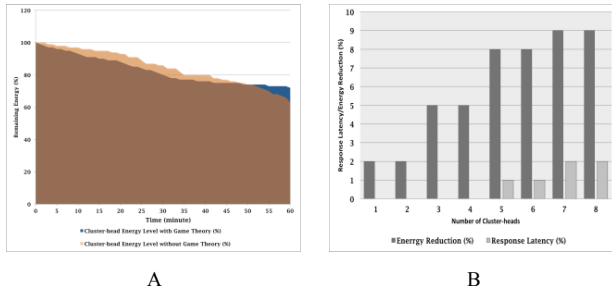 A
120
100
80
60
40
20
0
Remaining Energy (%)
0 5 10 15 20 25 30 35 40 45 50 55 60
Time (minute)
Cluster-head Energy Level with Game Theory (%)
Cluster-head Energy Level without Game Theory (%)
A
B
10
9
8
7
6
5
4
3
2
1
0
Response Latency/Energy Reduction (%)
1 2 3 4 5 6 7 8
Number of Cluster-heads
Enerrgy Reduction (%) Response Latency (%)
B